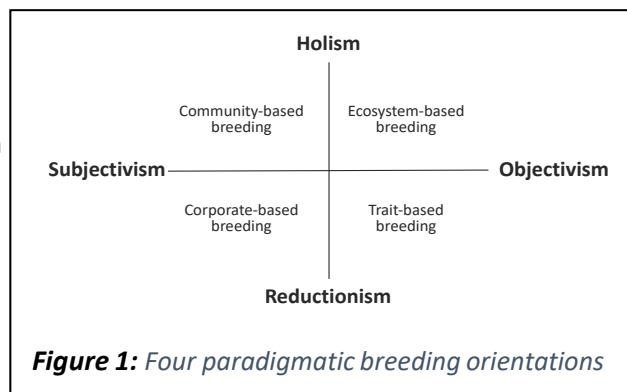 Holism
Community-based Ecosystem-based
breeding breeding
Subjectivism Objectivism
Corporate-based Trait-based
breeding breeding
Reductionism
Figure 1: Four paradigmatic breeding orientations